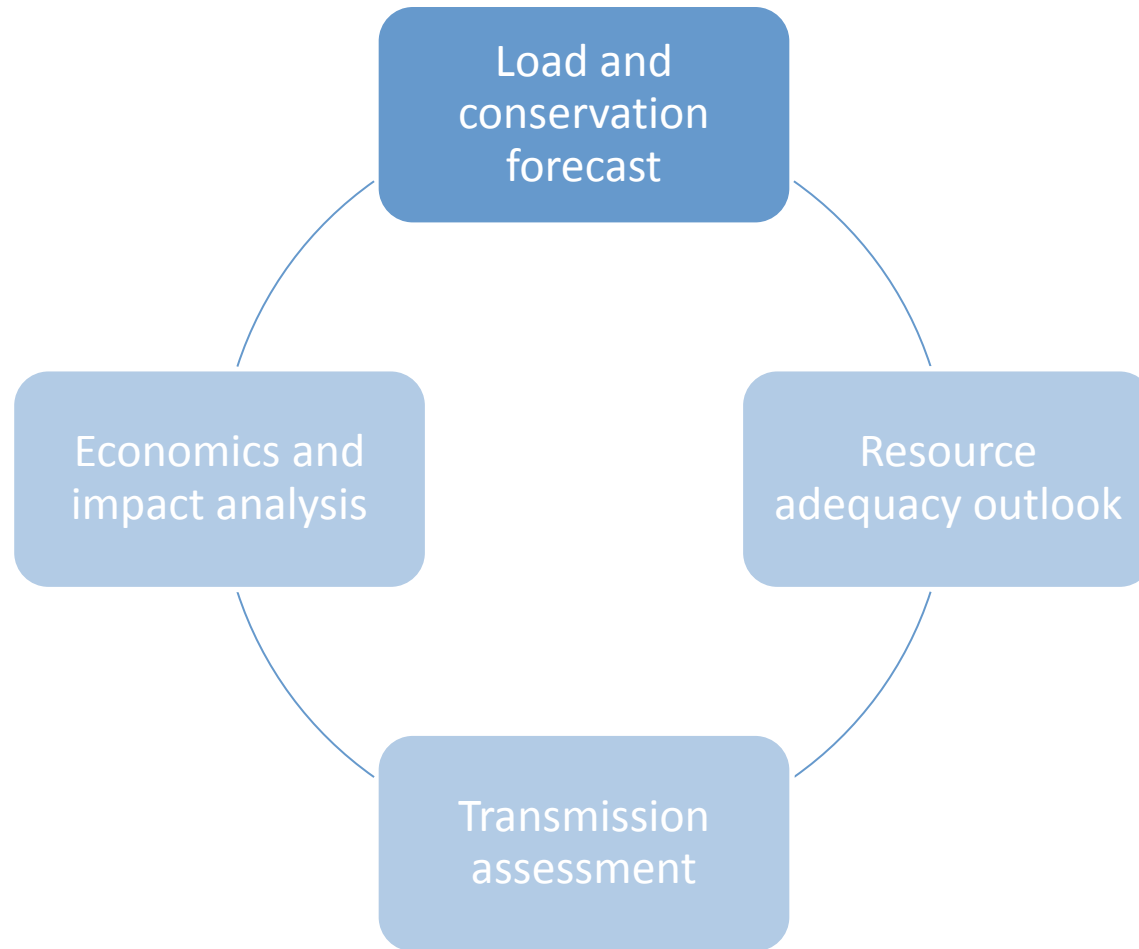 Load and
conservation
forecast
Economics and
impact analysis
Resource
adequacy outlook
Transmission
assessment